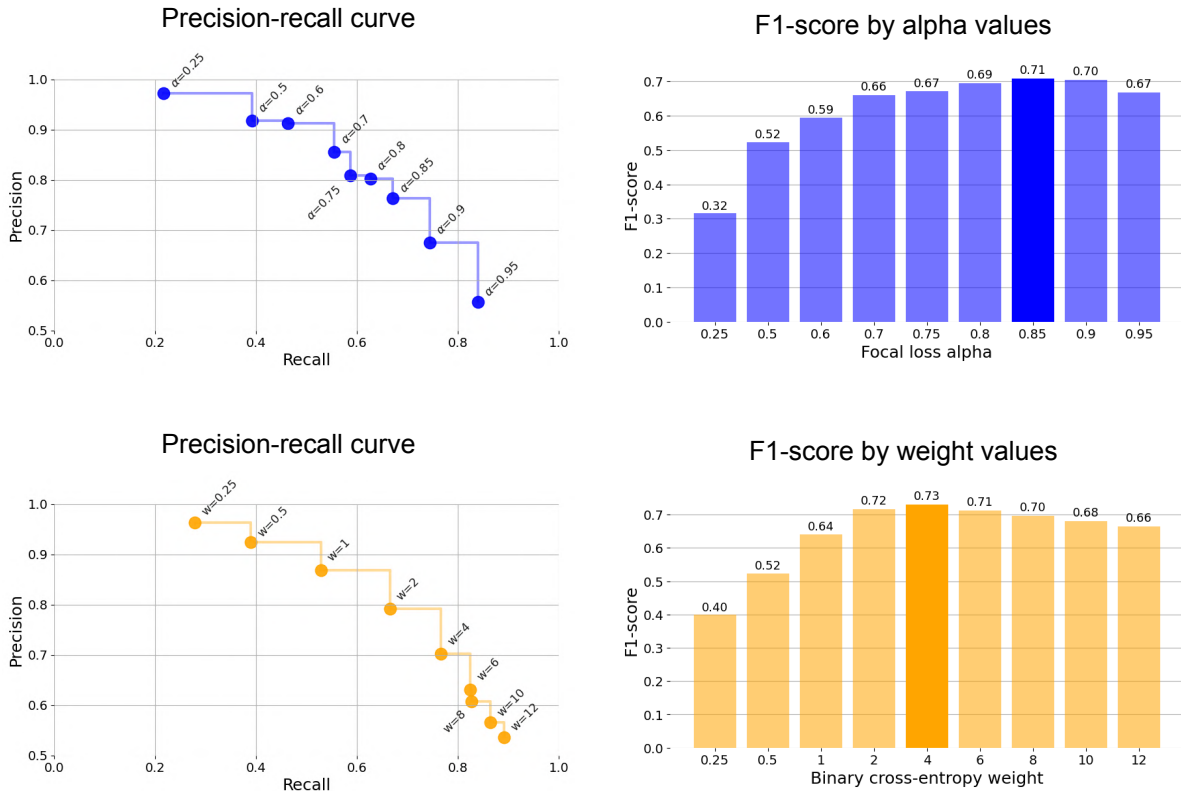 Precision-recall curve
1.0
0.9
0.8
0.7
0.6
0.5
Precision
α=0.25
α=0.5
α=0.6
α=0.7
α=0.75
α=0.8
α=0.85
α=0.9
α=0.95
0.0 0.2 0.4 0.6 0.8 1.0
Recall
F1-score by alpha values
0.7
0.6
0.5
0.4
0.3
0.2
0.1
0.0
F1-score
0.32 0.52 0.59 0.66 0.67 0.69 0.71 0.70 0.67
0.25 0.5 0.6 0.7 0.75 0.8 0.85 0.9 0.95
Focal loss alpha
Precision-recall curve
1.0
0.9
0.8
0.7
0.6
0.5
Precision
w=0.25
w=0.5
w=1
w=2
w=4
w=6
w=8
w=10
w=12
0.0 0.2 0.4 0.6 0.8 1.0
Recall
F1-score by weight values
0.7
0.6
0.5
0.4
0.3
0.2
0.1
0.0
F1-score
0.40 0.52 0.64 0.72 0.73 0.71 0.70 0.68 0.66
0.25 0.5 1 2 4 6 8 10 12
Binary cross-entropy weight